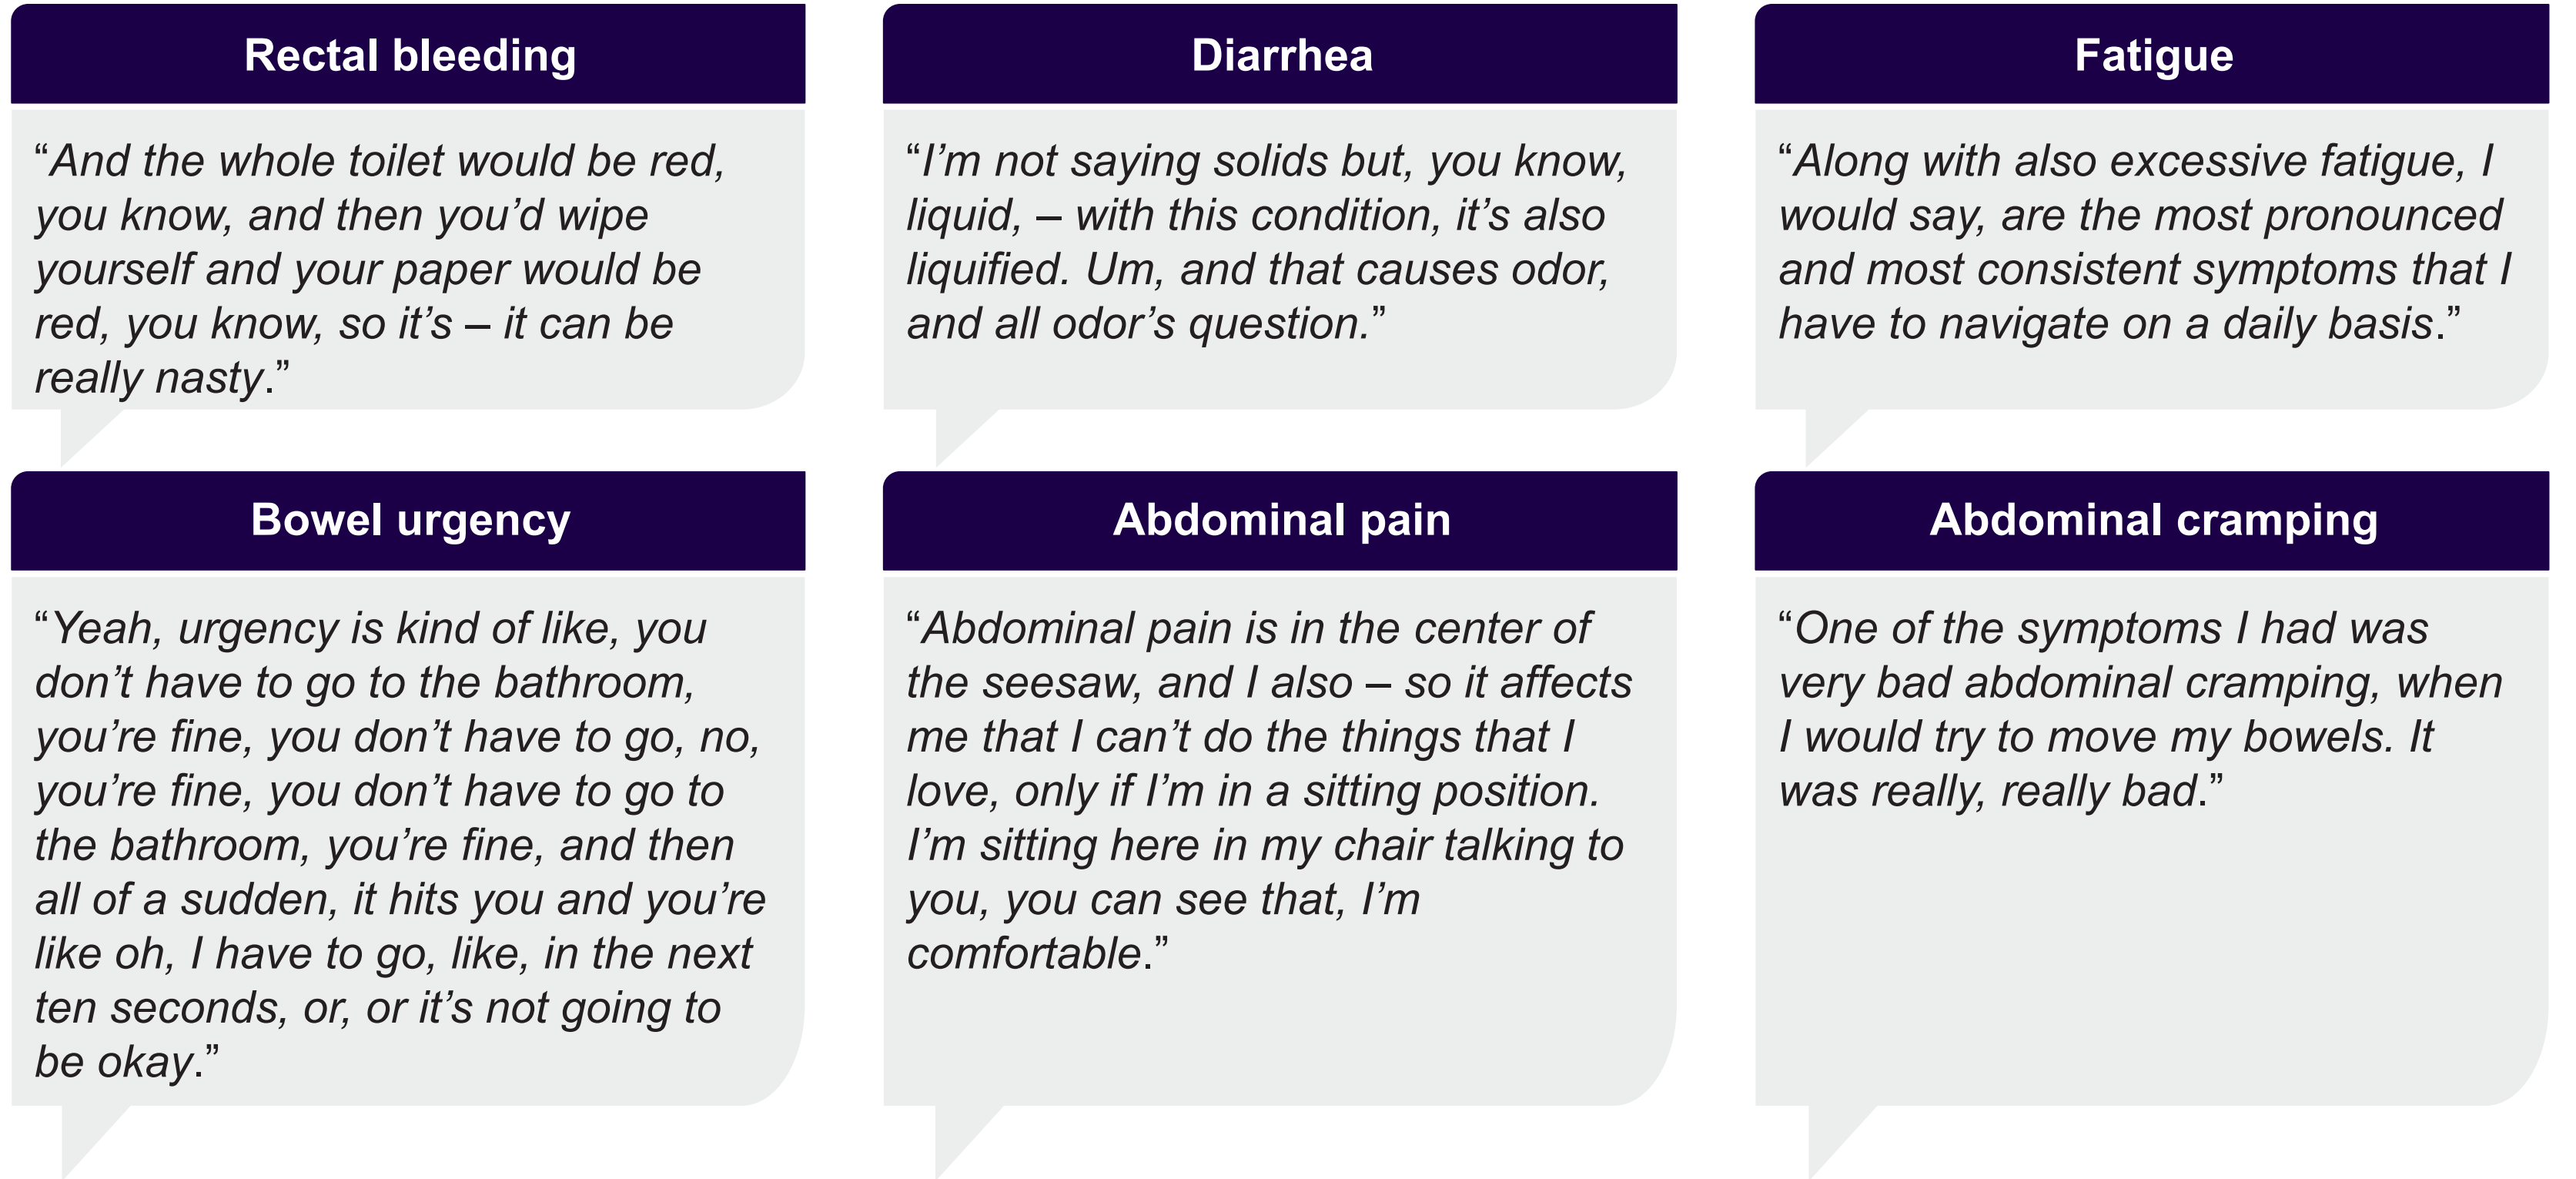 Rectal bleeding
“And the whole toilet would be red,
you know, and then you’d wipe
yourself and your paper would be
red, you know, so it’s – it can be
really nasty.”
Diarrhea
“I’m not saying solids but, you know,
liquid, – with this condition, it’s also
liquified. Um, and that causes odor,
and all odor’s question.”
Fatigue
“Along with also excessive fatigue, I
would say, are the most pronounced
and most consistent symptoms that I
have to navigate on a daily basis.”
Bowel urgency
“Yeah, urgency is kind of like, you
don’t have to go to the bathroom,
you’re fine, you don’t have to go, no,
you’re fine, you don’t have to go to
the bathroom, you’re fine, and then
all of a sudden, it hits you and you’re
like oh, I have to go, like, in the next
ten seconds, or, or it’s not going to
be okay.”
Abdominal pain
“Abdominal pain is in the center of
the seesaw, and I also – so it affects
me that I can’t do the things that I
love, only if I’m in a sitting position.
I’m sitting here in my chair talking to
you, you can see that, I’m
comfortable.”
Abdominal cramping
“One of the symptoms I had was
very bad abdominal cramping, when
I would try to move my bowels. It
was really, really bad.”